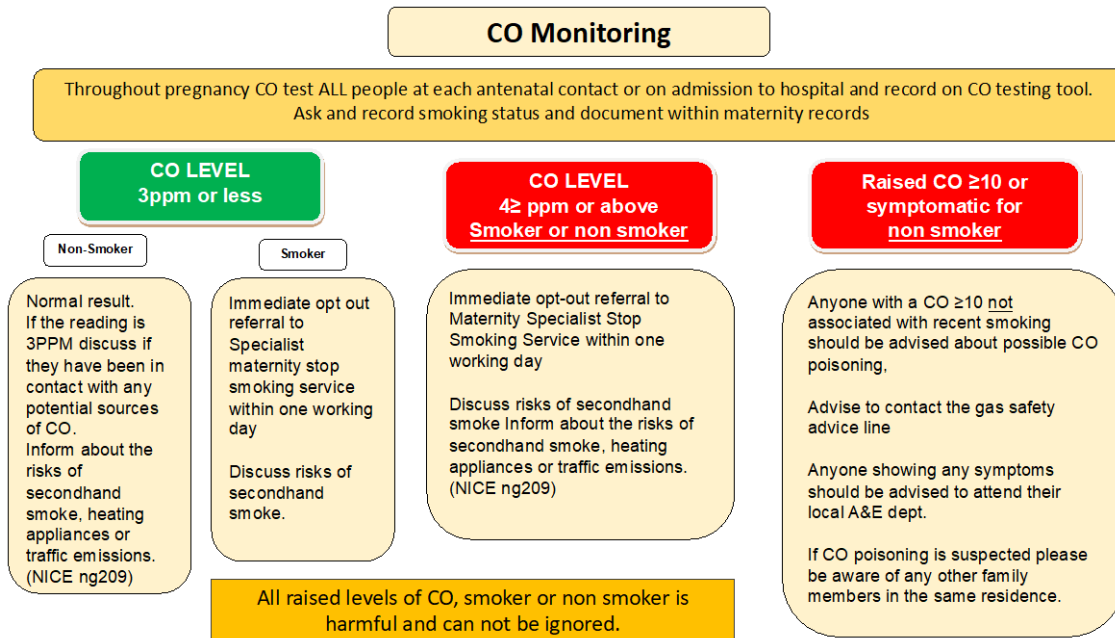 CO Monitoring
Throughout pregnancy CO test ALL people at each antenatal contact or on admission to hospital and record on CO testing tool.
Ask and record smoking status and document within maternity records
CO LEVEL
3ppm or less
Non-Smoker
Normal result.
If the reading is
3PPM discuss if
they have been in
contact with any
potential sources
of CO.
Inform about the
risks of
secondhand
smoke, heating
appliances or
traffic emissions.
(NICE ng209)
Smoker
Immediate opt out
referral to
Specialist
maternity stop
smoking service
within one working
day
Discuss risks of
secondhand
smoke.
CO LEVEL
4≥ ppm or above
Smoker or non smoker
Immediate opt-out referral to
Maternity Specialist Stop
Smoking Service within one
working day
Discuss risks of secondhand
smoke Inform about the risks of
secondhand smoke, heating
appliances or traffic emissions.
(NICE ng209)
Raised CO ≥10 or
symptomatic for
non smoker
Anyone with a CO ≥10 not
associated with recent smoking
should be advised about possible CO
poisoning,
Advise to contact the gas safety
advice line
Anyone showing any symptoms
should be advised to attend their
local A&E dept.
If CO poisoning is suspected please
be aware of any other family
members in the same residence.
All raised levels of CO, smoker or non smoker is
harmful and can not be ignored.